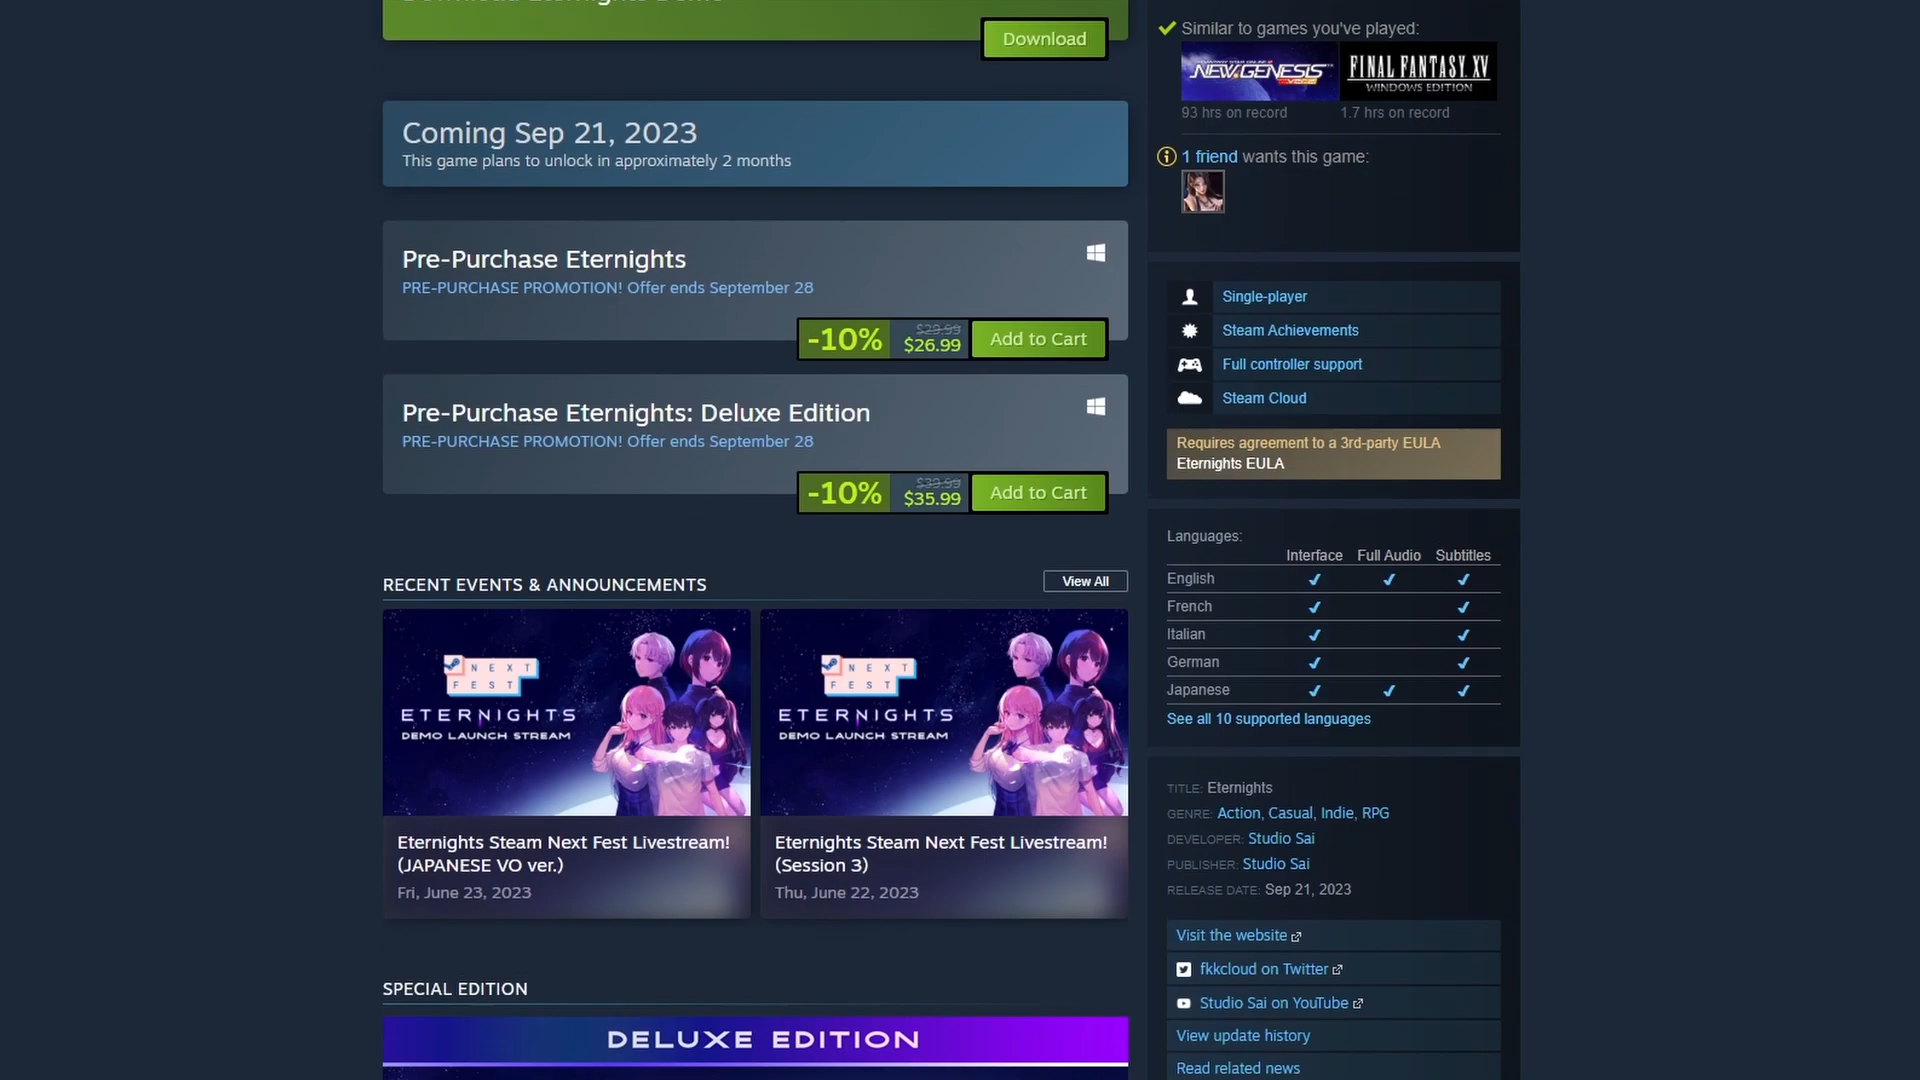 Download Eternights Demo
Download
Coming Sep 21, 2023
This game plans to unlock in approximately 2 months
Pre-Purchase Eternights
PRE-PURCHASE PROMOTION! Offer ends September 28
-10%
$29.99
$26.99
Add to Cart
Pre-Purchase Eternights: Deluxe Edition
PRE-PURCHASE PROMOTION! Offer ends September 28
-10%
$39.99
$35.99
Add to Cart
RECENT EVENTS & ANNOUNCEMENTS
View All
NEXT
FEST
ETERNIGHTS
DEMO LAUNCH STREAM
Eternights Steam Next Fest Livestream!
(JAPANESE VO ver.)
Fri, June 23, 2023
NEXT
FEST
ETERNIGHTS
DEMO LAUNCH STREAM
Eternights Steam Next Fest Livestream!
(Session 3)
Thu, June 22, 2023
SPECIAL EDITION
DELUXE EDITION
Similar to games you've played:
NEW GENESIS
FINAL FANTASY XV
WINDOWS EDITION
93 hrs on record
1.7 hrs on record
1 friend wants this game:
Single-player
Steam Achievements
Full controller support
Steam Cloud
Requires agreement to a 3rd-party EULA
Eternights EULA
Languages:
Interface Full Audio Subtitles
English ✔ ✔ ✔
French ✔ ✔
Italian ✔ ✔
German ✔ ✔
Japanese ✔ ✔ ✔
See all 10 supported languages
TITLE: Eternights
GENRE: Action, Casual, Indie, RPG
DEVELOPER: Studio Sai
PUBLISHER: Studio Sai
RELEASE DATE: Sep 21, 2023
Visit the website
fkkcloud on Twitter
Studio Sai on YouTube
View update history
Read related news